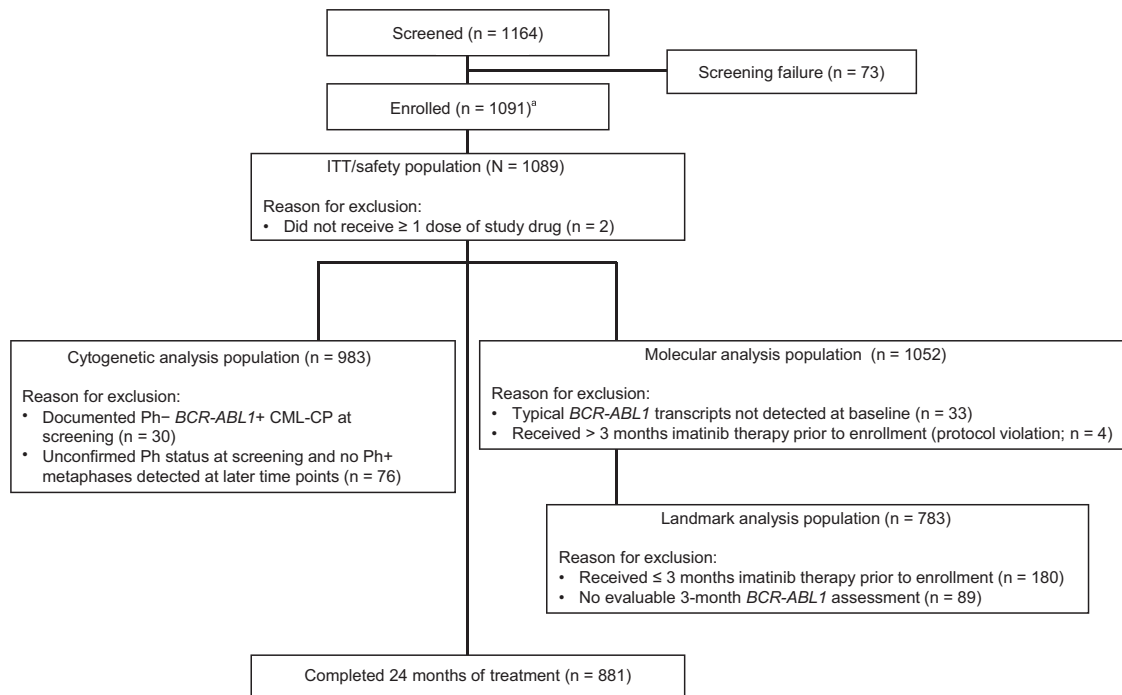 Screened (n = 1164)
Screening failure (n = 73)
Enrolled (n = 1091)ᵃ
ITT/safety population (N = 1089)
Reason for exclusion:
• Did not receive ≥ 1 dose of study drug (n = 2)
Cytogenetic analysis population (n = 983)
Reason for exclusion:
• Documented Ph− BCR-ABL1+ CML-CP at
screening (n = 30)
• Unconfirmed Ph status at screening and no Ph+
metaphases detected at later time points (n = 76)
Molecular analysis population (n = 1052)
Reason for exclusion:
• Typical BCR-ABL1 transcripts not detected at baseline (n = 33)
• Received > 3 months imatinib therapy prior to enrollment (protocol violation; n = 4)
Landmark analysis population (n = 783)
Reason for exclusion:
• Received ≤ 3 months imatinib therapy prior to enrollment (n = 180)
• No evaluable 3-month BCR-ABL1 assessment (n = 89)
Completed 24 months of treatment (n = 881)